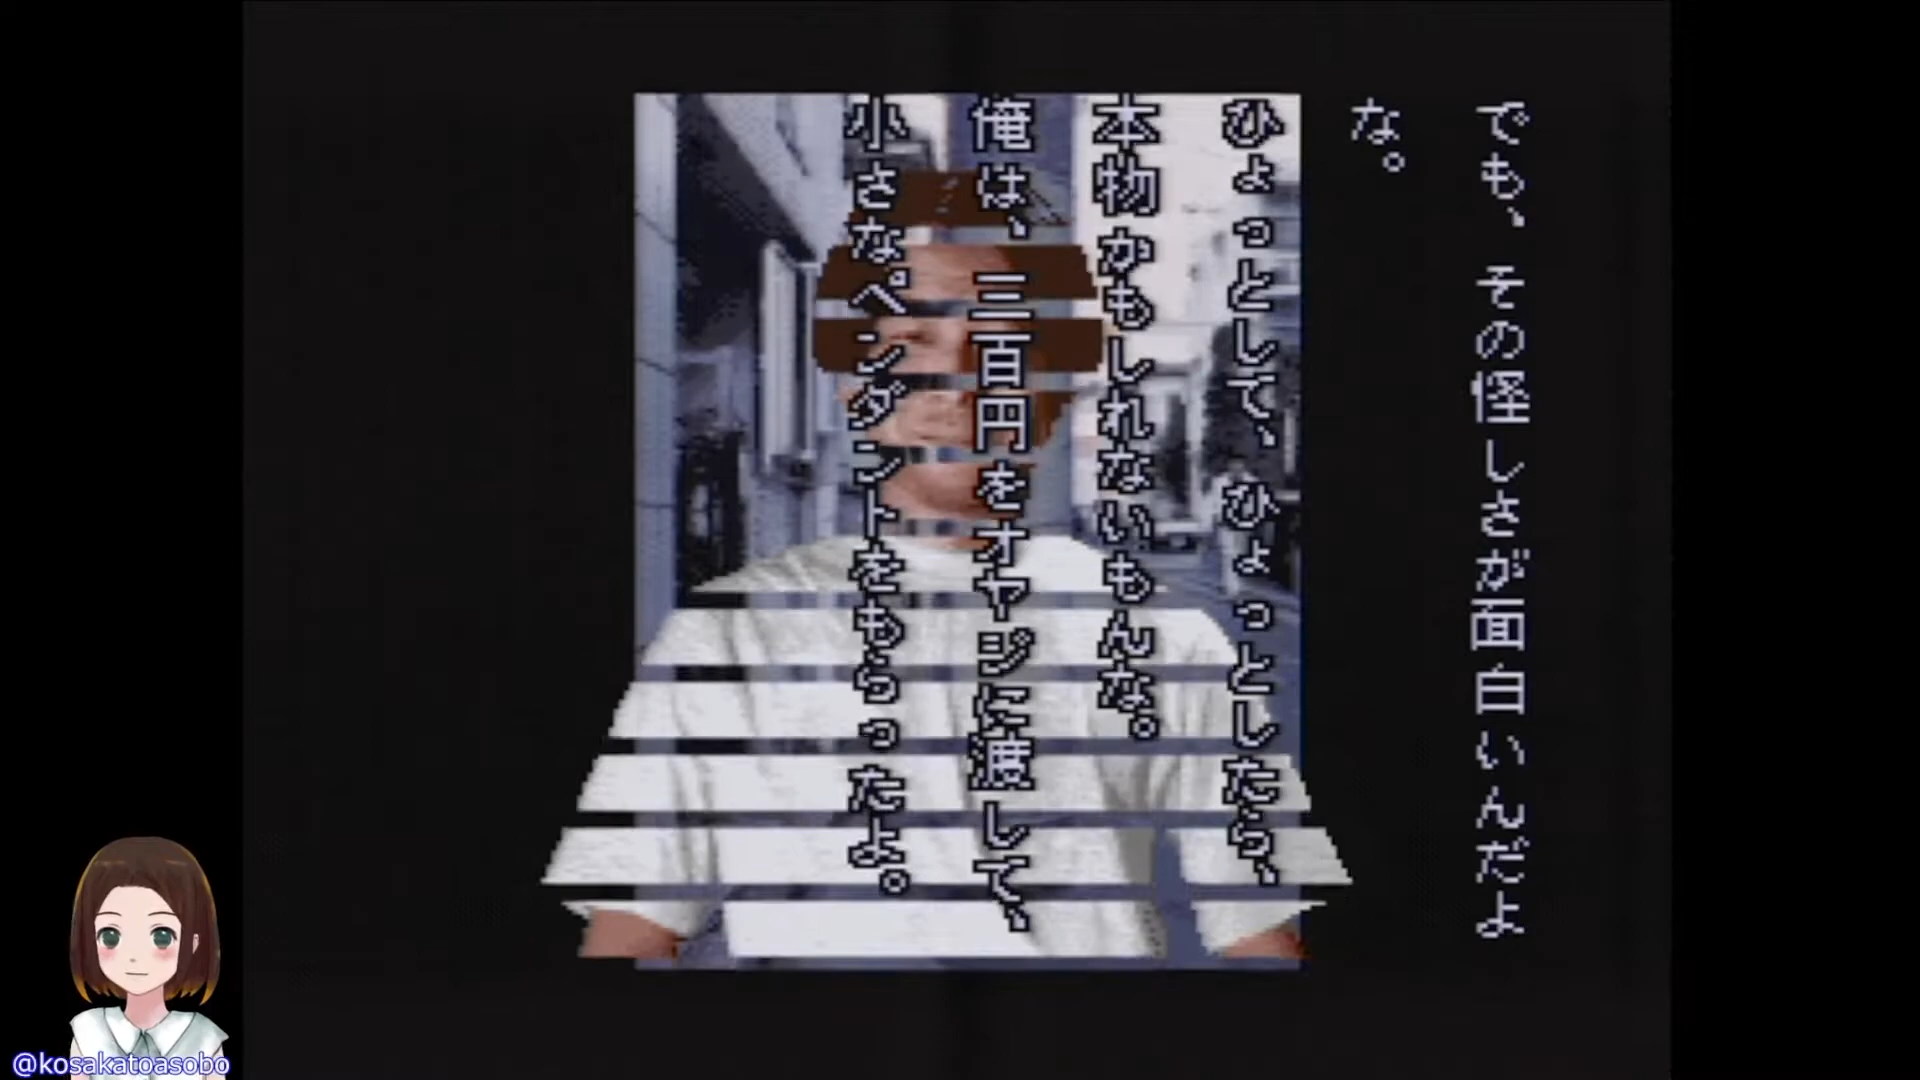 でも、その怪しさが面白いんだよ
な。
ひょっとして、ひょっとしたら、
本物かもしれないもんな。
俺は、三百円をオヤジに渡して、
小さなペンダントをもらったよ。
@kosakatoasobo